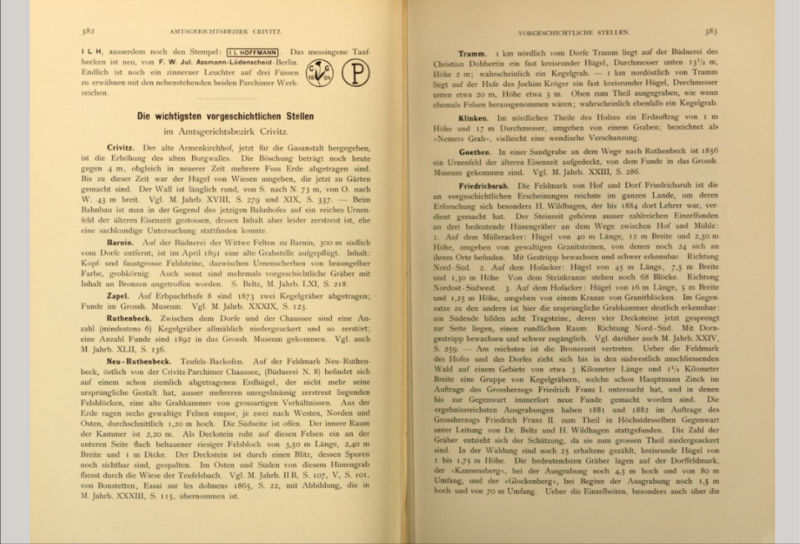 382
AMTSGERICHTSBEZIRK CRIVITZ.
I L H, ausserdem noch den Stempel: I L HOFFMANN. Das messingene Tauf-
becken ist neu, von F. W. Jul. Assmann-Lüdenscheid-Berlin.
Endlich ist noch ein zinnerner Leuchter auf drei Füssen
zu erwähnen mit den nebenstehenden beiden Parchimer Werk-
zeichen.
Die wichtigsten vorgeschichtlichen Stellen
im Amtsgerichtsbezirk Crivitz.
Crivitz. Der alte Armenkirchhof, jetzt für die Gasanstalt hergegeben,
ist die Erhöhung des alten Burgwalles. Die Böschung beträgt noch heute
gegen 4 m, obgleich in neuerer Zeit mehrere Fuss Erde abgetragen sind.
Bis zu dieser Zeit war der Hügel von Wiesen umgeben, die jetzt zu Gärten
gemacht sind. Der Wall ist länglich rund, von S. nach N. 73 m, von O. nach
W. 43 m breit. Vgl. M. Jahrb. XVIII, S. 279 und XIX, S. 337. — Beim
Bahnbau ist man in der Gegend des jetzigen Bahnhofes auf ein reiches Urnen-
feld der älteren Eisenzeit gestossen, dessen Inhalt aber leider zerstreut ist, ehe
eine sachkundige Untersuchung stattfinden konnte.
Barnin. Auf der Büdnerei der Wittwe Felten zu Barnin, 300 m südlich
vom Dorfe entfernt, ist im April 1891 eine alte Grabstelle aufgepflügt. Inhalt:
Kopf- und faustgrosse Feldsteine, dazwischen Urnenscherben von braungelber
Farbe, grobkörnig. Auch sonst sind mehrmals vorgeschichtliche Gräber mit
Inhalt an Bronzen angetroffen worden. S. Beltz, M. Jahrb. LXI, S. 218.
Zapel. Auf Erbpachthufe 8 sind 1873 zwei Kegelgräber abgetragen;
Funde im Grossh. Museum. Vgl. M. Jahrb. XXXIX, S. 123.
Ruthenbeck. Zwischen dem Dorfe und der Chaussee sind eine An-
zahl (mindestens 6) Kegelgräber allmählich niedergeackert und so zerstört;
eine Anzahl Funde sind 1892 in das Grossh. Museum gekommen. Vgl. auch
M. Jahrb. XLII, S. 136.
Neu-Ruthenbeck. Teufels-Backofen. Auf der Feldmark Neu-Ruthen-
beck, östlich von der Crivitz-Parchimer Chaussee, (Büdnerei N. 8) befindet sich
auf einem schon ziemlich abgetragenen Erdhügel, der nicht mehr seine
ursprüngliche Gestalt hat, ausser mehreren unregelmässig zerstreut liegenden
Felsblöcken, eine alte Grabkammer von grossartigen Verhältnissen. Aus der
Erde ragen sechs gewaltige Felsen empor, je zwei nach Westen, Norden und
Osten, durchschnittlich 1,20 m hoch. Die Südseite ist offen. Der innere Raum
der Kammer ist 2,20 m. Als Deckstein ruht auf diesen Felsen ein an der
unteren Seite flach behauener riesiger Felsblock von 3,50 m Länge, 2,40 m
Breite und 1 m Dicke. Der Deckstein ist durch einen Blitz, dessen Spuren
noch sichtbar sind, gespalten. Im Osten und Süden von diesem Hünengrab
fliesst durch die Wiese der Teufelsbach. Vgl. M. Jahrb. II B, S. 107, V, S. 101,
von Bonstetten, Essai sur les dolmens 1865, S. 22, mit Abbildung, die in
M. Jahrb. XXXIII, S 115, übernommen ist.
VORGESCHICHTLICHE STELLEN.
383
Tramm. 1 km nördlich vom Dorfe Tramm liegt auf der Büdnerei des
Christian Dobbertin ein fast kreisrunder Hügel, Durchmesser unten 13½ m,
Höhe 2 m; wahrscheinlich ein Kegelgrab. — 1 km nordöstlich von Tramm
liegt auf der Hufe des Jochim Kröger ein fast kreisrunder Hügel, Durchmesser
unten etwa 20 m, Höhe etwa 3 m. Oben zum Theil ausgegraben, wie wenn
ehemals Felsen herausgenommen wären; wahrscheinlich ebenfalls ein Kegelgrab.
Klinken. Im nördlichen Theile des Holzes ein Erdauftrag von 1 m
Höhe und 17 m Durchmesser, umgeben von einem Graben; bezeichnet als
»Nemers Grab«, vielleicht eine wendische Verschanzung.
Goethen. In einer Sandgrube an dem Wege nach Ruthenbeck ist 1856
ein Urnenfeld der älteren Eisenzeit aufgedeckt, von dem Funde in das Grossh.
Museum gekommen sind. Vgl. M. Jahrb. XXIII, S. 286.
Friedrichsruh. Die Feldmark von Hof und Dorf Friedrichsruh ist die
an vorgeschichtlichen Erscheinungen reichste im ganzen Lande, um deren
Erforschung sich besonders H. Wildhagen, der bis 1884 dort Lehrer war, ver-
dient gemacht hat. Der Steinzeit gehören ausser zahlreichen Einzelfunden
an drei bedeutende Hünengräber an dem Wege zwischen Hof und Mühle:
1. Auf dem Mülleracker: Hügel von 40 m Länge, 12 m Breite und 2,30 m
Höhe, umgeben von gewaltigen Granitsteinen, von denen noch 24 sich an
ihrem Orte befinden. Mit Gestrüpp bewachsen und schwer erkennbar. Richtung
Nord-Süd. 2. Auf dem Hofacker: Hügel von 45 m Länge, 7,5 m Breite
und 1,30 m Höhe. Von dem Steinkranze stehen noch 68 Blöcke. Richtung
Nordost-Südwest. 3. Auf dem Hofacker: Hügel von 16 m Länge, 5 m Breite
und 1,25 m Höhe, umgeben von einem Kranze von Granitblöcken. Im Gegen-
satze zu den andern ist hier die ursprüngliche Grabkammer deutlich erkennbar:
am Südende bilden acht Tragsteine, deren vier Decksteine jetzt gesprengt
zur Seite liegen, einen rundlichen Raum. Richtung Nord-Süd. Mit Dorn-
gestrüpp bewachsen und schwer zugänglich. Vgl. darüber auch M. Jahrb. XXIV,
S. 259. — Am reichsten ist die Bronzezeit vertreten. Ueber die Feldmark
des Hofes und des Dorfes zieht sich bis in den südwestlich anschliessenden
Wald auf einem Gebiete von etwa 3 Kilometer Länge und 1¼ Kilometer
Breite eine Gruppe von Kegelgräbern, welche schon Hauptmann Zinck im
Auftrage des Grossherzogs Friedrich Franz I. untersucht hat, und in denen
bis zur Gegenwart immerfort neue Funde gemacht worden sind. Die
ergebnissreichsten Ausgrabungen haben 1881 und 1882 im Auftrage des
Grossherzogs Friedrich Franz II. zum Theil in Höchstdesselben Gegenwart
unter Leitung von Dr. Beltz und H. Wildhagen stattgefunden. Die Zahl der
Gräber entzieht sich der Schätzung, da sie zum grossen Theil niedergeackert
sind. In der Waldung sind noch 25 erhaltene gezählt, kreisrunde Hügel von
1 bis 1,75 m Höhe. Die bedeutendsten Gräber lagen auf der Dorffeldmark,
der »Kannensberg«, bei der Ausgrabung noch 4,5 m hoch und von 80 m
Umfang, und der »Glockenberg«, bei Beginn der Ausgrabung noch 1,5 m
hoch und von 70 m Umfang. Ueber die Einzelheiten, besonders auch über die